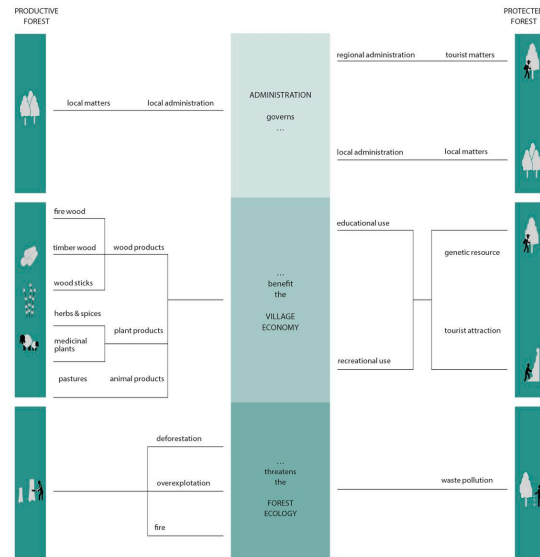 PRODUCTIVE
FOREST
PROTECTE
FOREST
regional administration
tourist matters
ADMINISTRATION
governs
...
local matters
local administration
local administration
local matters
fire wood
timber wood
wood products
wood sticks
herbs & spices
medicinal
plants
plant products
pastures
animal products
...
benefit
the
VILLAGE
ECONOMY
educational use
genetic resource
tourist attraction
recreational use
deforestation
overexplotation
fire
...
threatens
the
FOREST
ECOLOGY
waste pollution